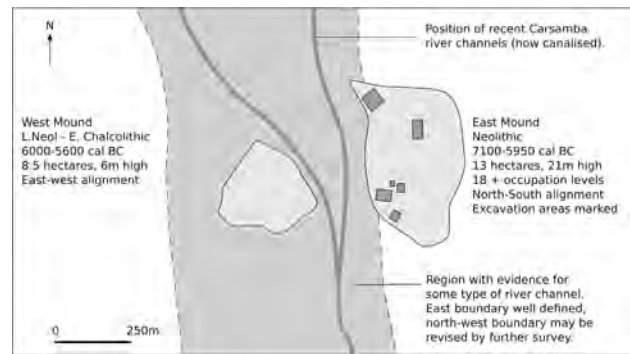 N
Position of recent Carsamba
river channels (now canalised).
West Mound
L.Neol - E. Chalcolithic
6000-5600 cal BC
8.5 hectares, 6m high
East-west alignment
East Mound
Neolithic
7100-5950 cal BC
13 hectares, 21m high
18 + occupation levels
North-South alignment
Excavation areas marked
Region with evidence for
some type of river channel.
East boundary well defined,
north-west boundary may be
revised by further survey.
0 250m